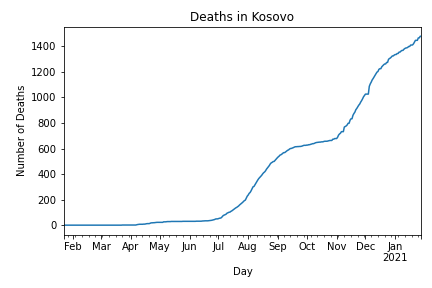 Deaths in Kosovo
Number of Deaths
1400
1200
1000
800
600
400
200
0
Feb Mar Apr May Jun Jul Aug Sep Oct Nov Dec Jan
2021
Day